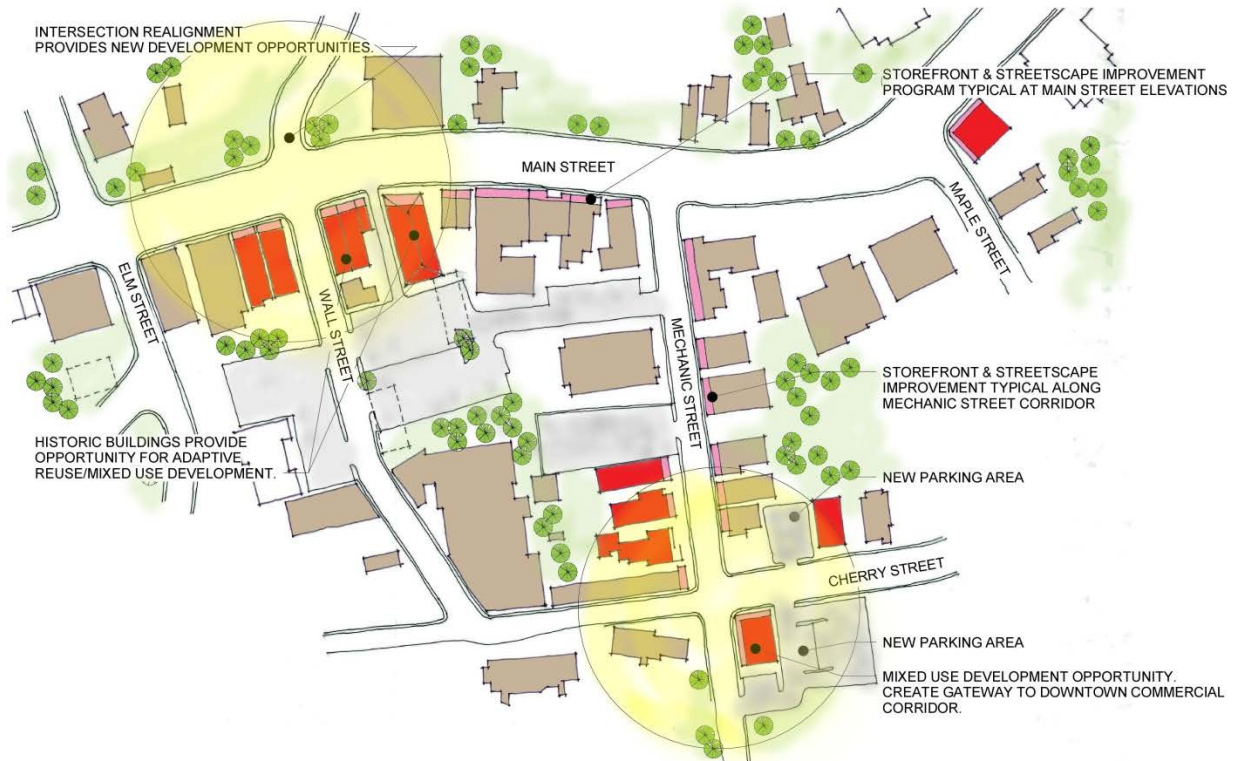 INTERSECTION REALIGNMENT
PROVIDES NEW DEVELOPMENT OPPORTUNITIES.
STOREFRONT & STREETSCAPE IMPROVEMENT
PROGRAM TYPICAL AT MAIN STREET ELEVATIONS
MAIN STREET
MAPLE STREET
ELM STREET
WALL STREET
MECHANIC STREET
STOREFRONT & STREETSCAPE
IMPROVEMENT TYPICAL ALONG
MECHANIC STREET CORRIDOR
HISTORIC BUILDINGS PROVIDE
OPPORTUNITY FOR ADAPTIVE
REUSE/MIXED USE DEVELOPMENT.
NEW PARKING AREA
CHERRY STREET
NEW PARKING AREA
MIXED USE DEVELOPMENT OPPORTUNITY.
CREATE GATEWAY TO DOWNTOWN COMMERCIAL
CORRIDOR.